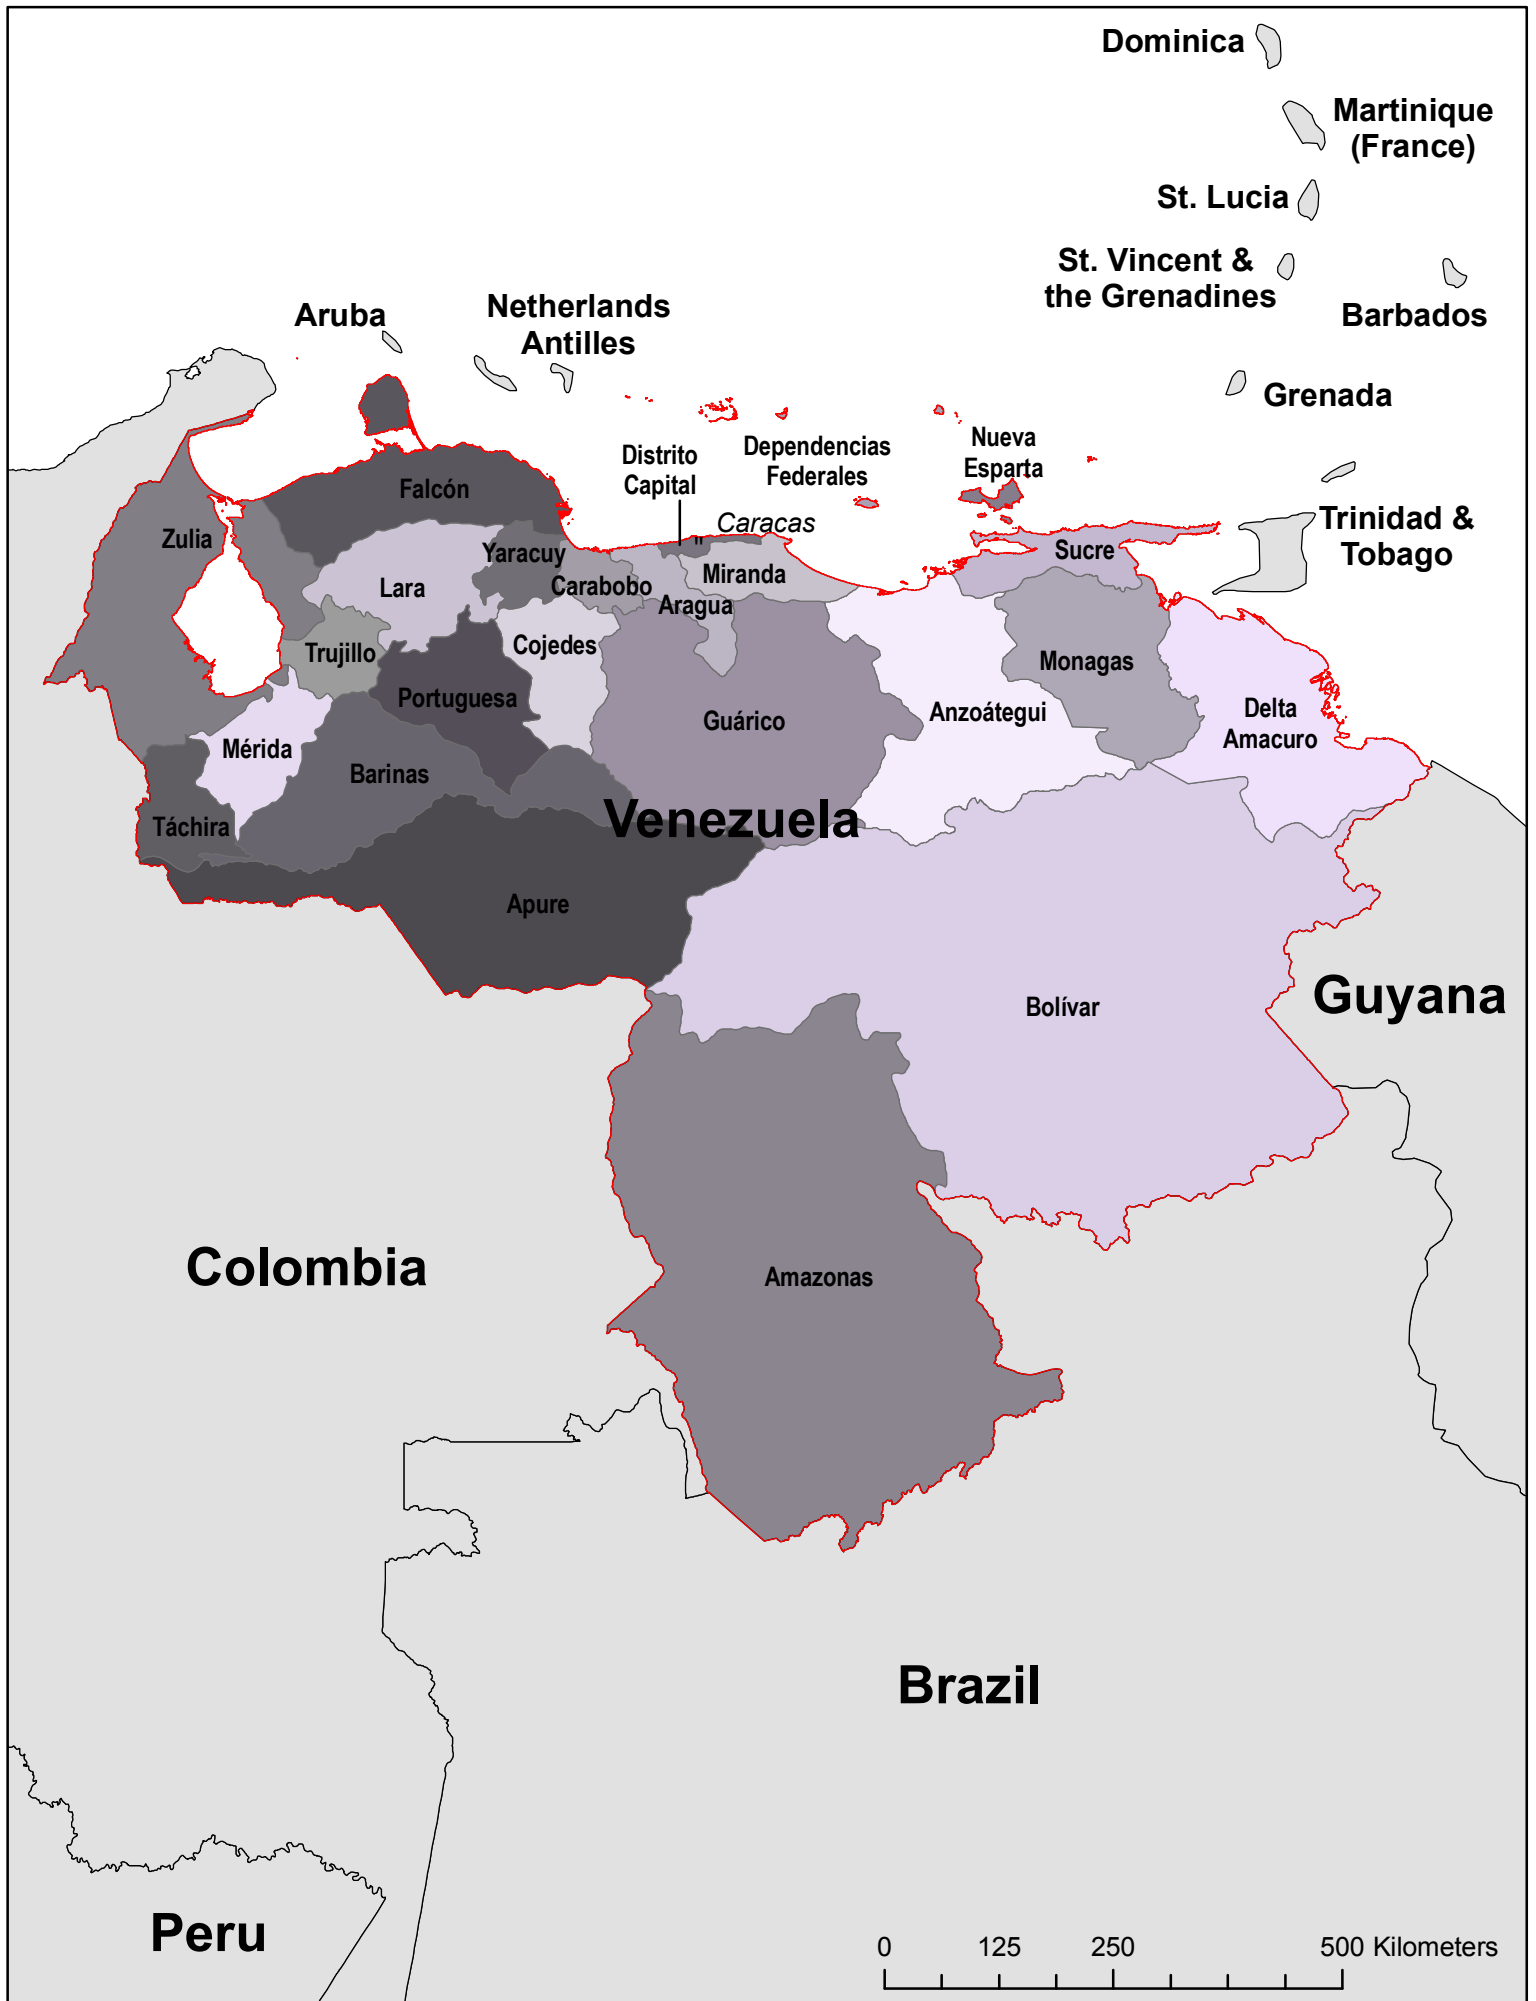 Dominica
Martinique
(France)
St. Lucia
St. Vincent &
the Grenadines
Barbados
Aruba
Netherlands
Antilles
Grenada
Nueva
Esparta
Dependencias
Federales
Distrito
Capital
Caracas
Falcón
Zulia
Trinidad &
Tobago
Sucre
Yaracuy
Lara
Carabobo
Miranda
Aragua
Cojedes
Trujillo
Monagas
Portuguesa
Guárico
Anzoátegui
Delta
Amacuro
Mérida
Barinas
Venezuela
Táchira
Apure
Bolívar
Guyana
Colombia
Amazonas
Brazil
Peru
0 125 250 500 Kilometers